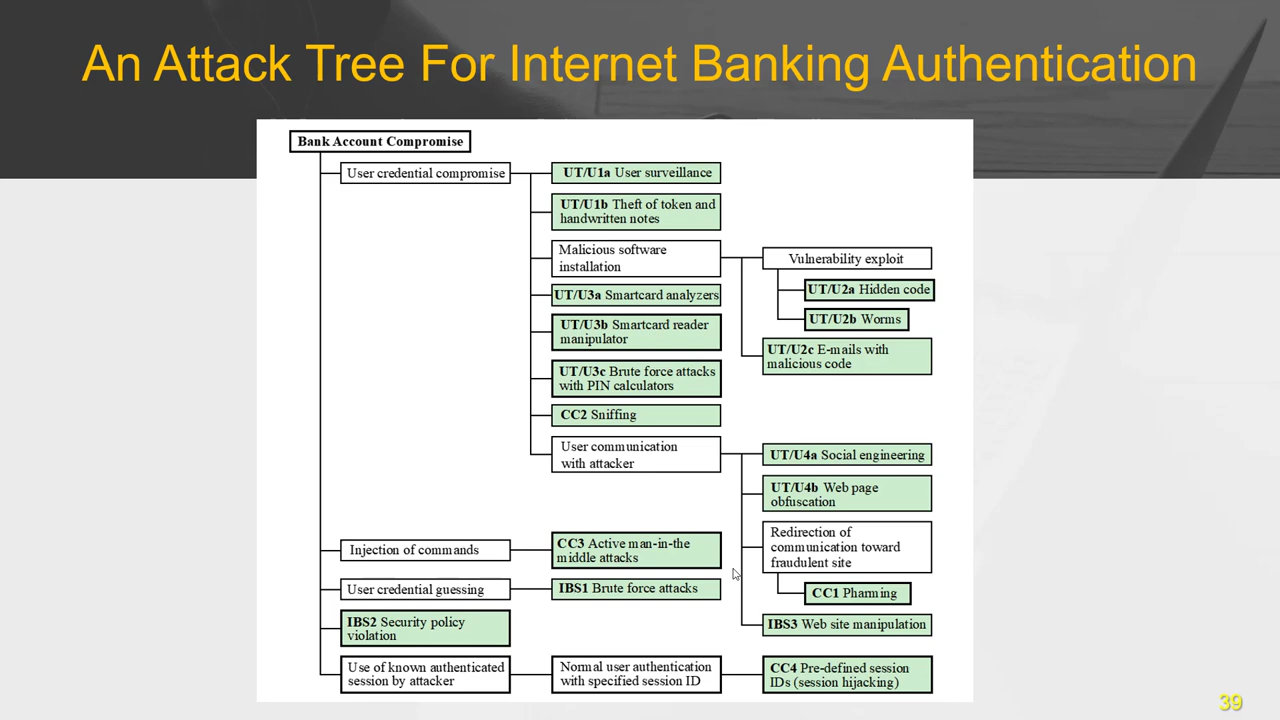 An Attack Tree For Internet Banking Authentication
Bank Account Compromise
User credential compromise
UT/U1a User surveillance
UT/U1b Theft of token and
handwritten notes
Malicious software
installation
Vulnerability exploit
UT/U2a Hidden code
UT/U2b Worms
UT/U2c E-mails with
malicious code
UT/U3a Smartcard analyzers
UT/U3b Smartcard reader
manipulator
UT/U3c Brute force attacks
with PIN calculators
CC2 Sniffing
User communication
with attacker
UT/U4a Social engineering
UT/U4b Web page
obfuscation
Redirection of
communication toward
fraudulent site
CC1 Pharming
IBS3 Web site manipulation
Injection of commands
CC3 Active man-in-the
middle attacks
User credential guessing
IBS1 Brute force attacks
IBS2 Security policy
violation
Use of known authenticated
session by attacker
Normal user authentication
with specified session ID
CC4 Pre-defined session
IDs (session hijacking)
39